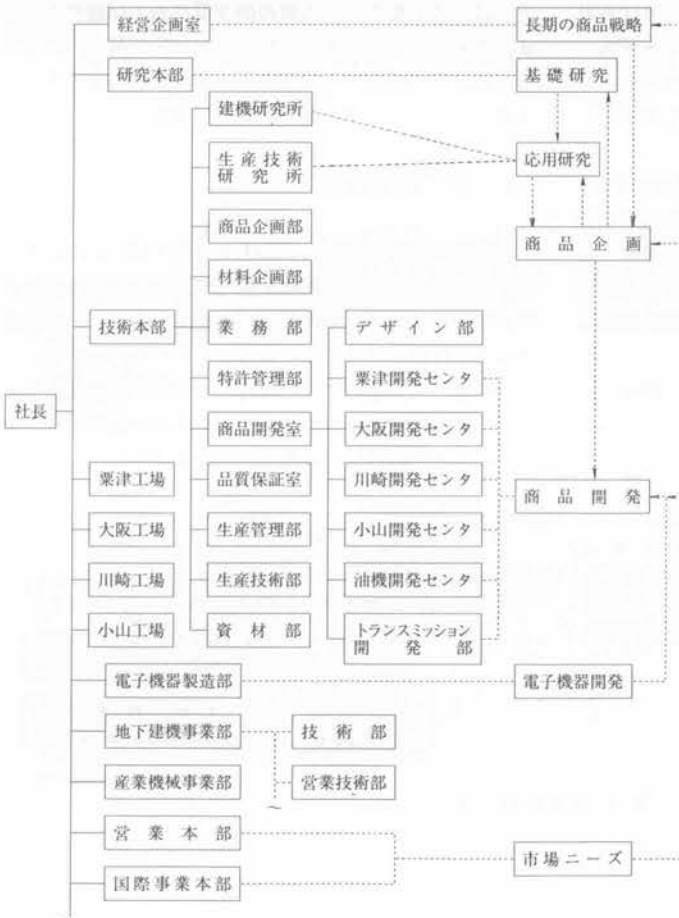 経営企画室
長期の商品戦略
研究本部
基礎研究
建機研究所
生産技術
研究所
応用研究
商品企画部
商品企画
材料企画部
技術本部
業務部
デザイン部
特許管理部
粟津開発センタ
社長
商品開発室
大阪開発センタ
粟津工場
品質保証室
川崎開発センタ
商品開発
大阪工場
生産管理部
小山開発センタ
川崎工場
生産技術部
油機開発センタ
小山工場
資材部
トランスミッション
開発部
電子機器製造部
電子機器開発
地下建機事業部
技術部
産業機械事業部
営業技術部
営業本部
市場ニーズ
国際事業本部